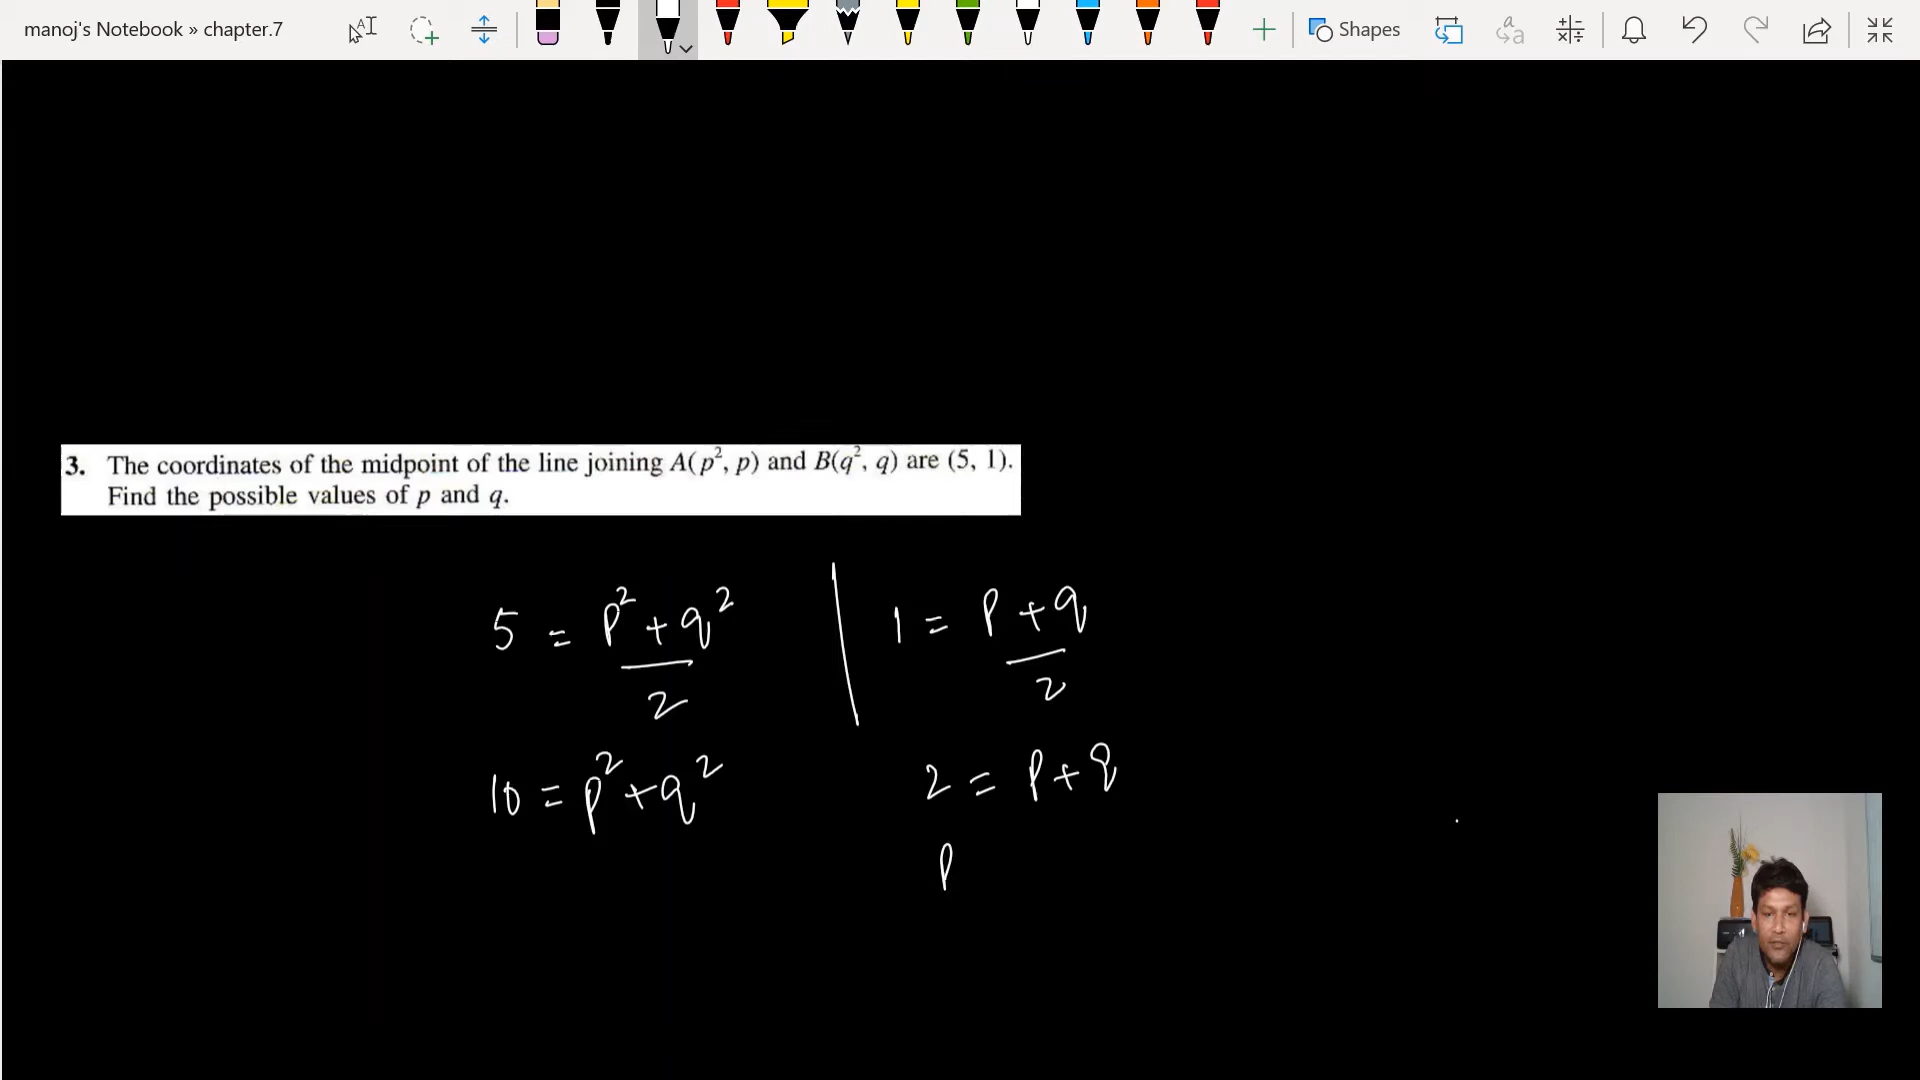 manoj's Notebook » chapter.7
Shapes
3. The coordinates of the midpoint of the line joining A(p², p) and B(q², q) are (5, 1).
Find the possible values of p and q.
5 = p² + q² / 2
1 = p + q / 2
10 = p² + q²
2 = p + q
p